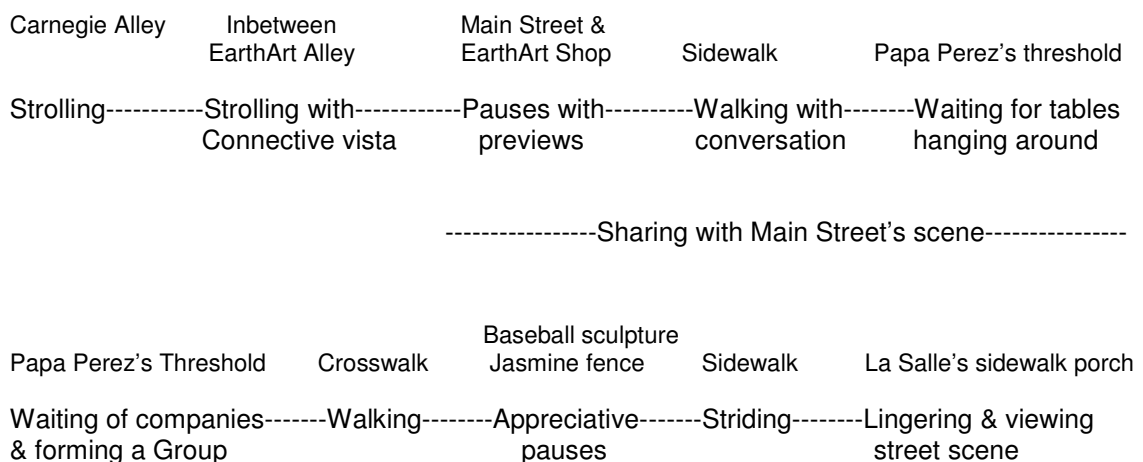 Carnegie Alley Inbetween Main Street &
EarthArt Alley EarthArt Shop Sidewalk Papa Perez's threshold
Strolling-----------Strolling with------------Pauses with----------Walking with--------Waiting for tables
Connective vista previews conversation hanging around
-----------------Sharing with Main Street's scene----------------
Baseball sculpture
Papa Perez's Threshold Crosswalk Jasmine fence Sidewalk La Salle's sidewalk porch
Waiting of companies-------Walking--------Appreciative-------Striding--------Lingering & viewing
& forming a Group pauses street scene